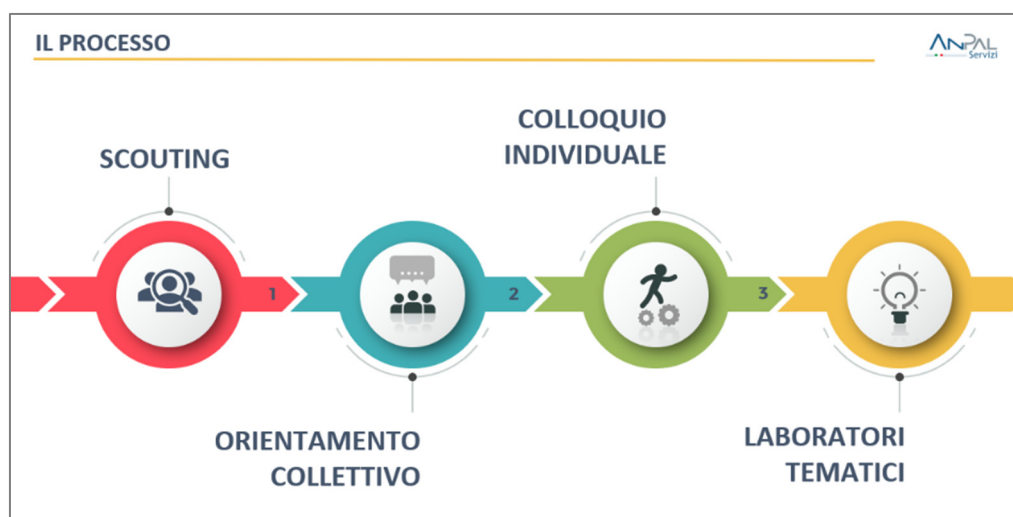 IL PROCESSO
ANPAL
Servizi
SCOUTING
COLLOQUIO
INDIVIDUALE
1
2
3
ORIENTAMENTO
COLLETTIVO
LABORATORI
TEMATICI